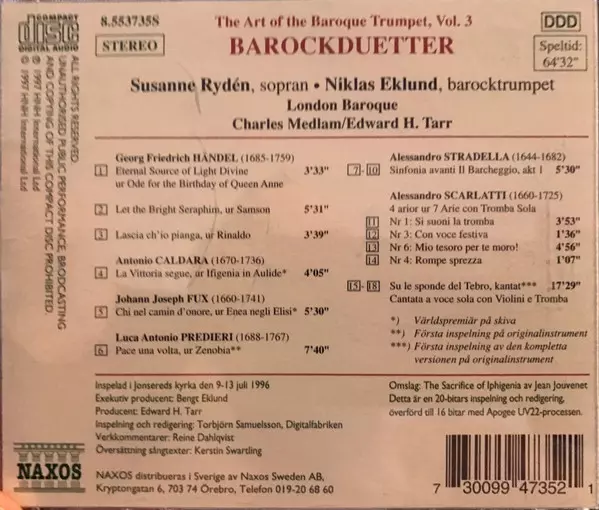 COMPACT
disc
DIGITAL AUDIO
8.553735S
STEREO
The Art of the Baroque Trumpet, Vol. 3
BAROCKDUETTER
DDD
Speltid:
64'32"
Susanne Rydén, sopran • Niklas Eklund, barocktrumpet
London Baroque
Charles Medlam/Edward H. Tarr
ALL RIGHTS RESERVED
UNAUTHORISED PUBLIC PERFORMANCE, BRODCASTING
AND COPYING OF THIS COMPACT DISC PROHIBITED.
℗ 1997 HNH International Ltd
© 1997 HNH International Ltd
Georg Friedrich HÄNDEL (1685-1759)
1 Eternal Source of Light Divine 3'33"
ur Ode for the Birthday of Queen Anne
2 Let the Bright Seraphim, ur Samson 5'31"
3 Lascia ch'io pianga, ur Rinaldo 3'39"
Antonio CALDARA (1670-1736)
4 La Vittoria segue, ur Ifigenia in Aulide* 4'05"
Johann Joseph FUX (1660-1741)
5 Chi nel camin d'onore, ur Enea negli Elisi* 5'30"
Luca Antonio PREDIERI (1688-1767)
6 Pace una volta, ur Zenobia** 7'40"
Alessandro STRADELLA (1644-1682)
7-10 Sinfonia avanti Il Barcheggio, akt 1 5'30"
Alessandro SCARLATTI (1660-1725)
4 arior ur 7 Arie con Tromba Sola
11 Nr 1: Si suoni la tromba 3'53"
12 Nr 3: Con voce festiva 1'36"
13 Nr 6: Mio tesoro per te moro! 4'56"
14 Nr 4: Rompe sprezza 1'07"
15-18 Su le sponde del Tebro, kantat*** 17'29"
Cantata a voce sola con Violini e Tromba
*) Världspremiär på skiva
**) Första inspelning på originalinstrument
***) Första inspelning av den kompletta
versionen på originalinstrument
Inspelad i Jonsereds kyrka den 9-13 juli 1996
Exekutiv producent: Bengt Eklund
Producent: Edward H. Tarr
Inspelning och redigering: Torbjörn Samuelsson, Digitalfabriken
Verkkommentarer: Reine Dahlqvist
Översättning sångtexter: Kerstin Swartling
Omslag: The Sacrifice of Iphigenia av Jean Jouvenet
Detta är en 20-bitars inspelning och redigering,
överförd till 16 bitar med Apogee UV22-processen.
NAXOS
NAXOS distribueras i Sverige av Naxos Sweden AB,
Kryptongatan 6, 703 74 Örebro, Telefon 019-20 68 60
7 30099 47352 1